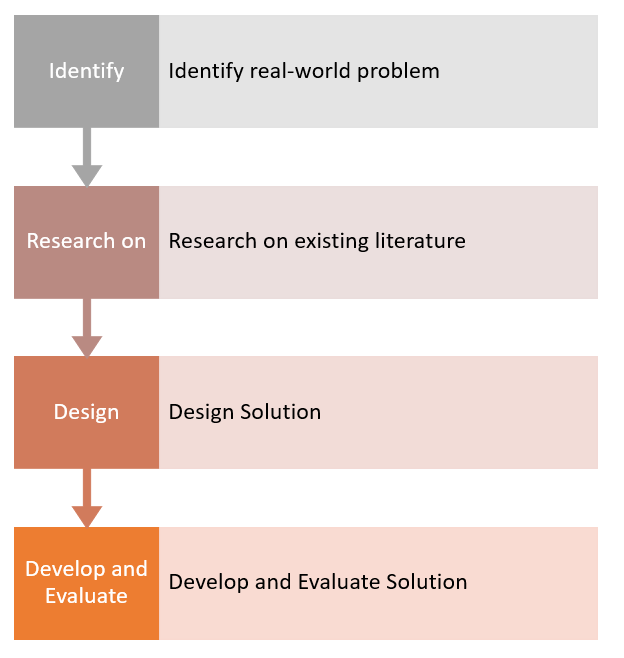 Identify
Identify real-world problem
Research on
Research on existing literature
Design
Design Solution
Develop and
Evaluate
Develop and Evaluate Solution